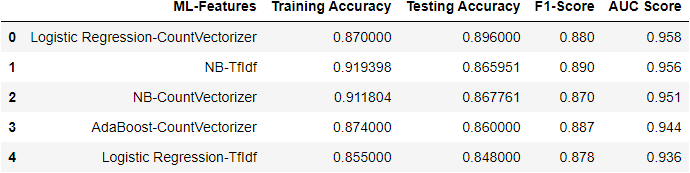 ML-Features Training Accuracy Testing Accuracy F1-Score AUC Score
0 Logistic Regression-CountVectorizer 0.870000 0.896000 0.880 0.958
1 NB-TfIdf 0.919398 0.865951 0.890 0.956
2 NB-CountVectorizer 0.911804 0.867761 0.870 0.951
3 AdaBoost-CountVectorizer 0.874000 0.860000 0.887 0.944
4 Logistic Regression-TfIdf 0.855000 0.848000 0.878 0.936